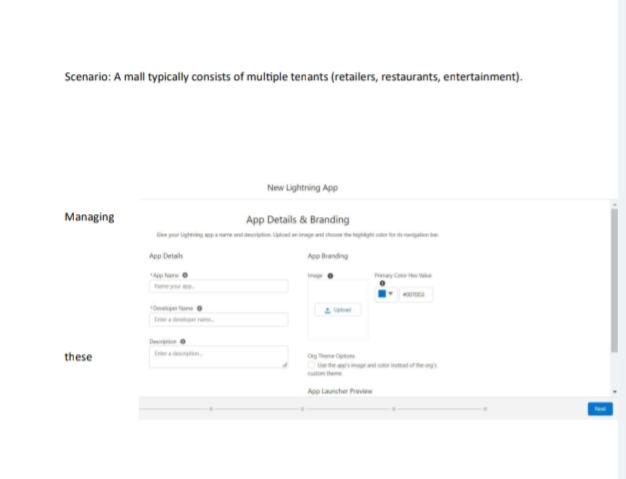 Scenario: A mall typically consists of multiple tenants (retailers, restaurants, entertainment).
New Lightning App
Managing
App Details & Branding
Give your Lightning app a name and description. Upload an image and choose the highlight color for its navigation bar.
App Details
App Branding
*App Name
Image
Primary Color Hex Value
Name your app...
#0070D2
*Developer Name
Upload
Enter a developer name...
Description
these
Enter a description...
Org Theme Options
Use the app's image and color instead of the org's
custom theme
App Launcher Preview
Next